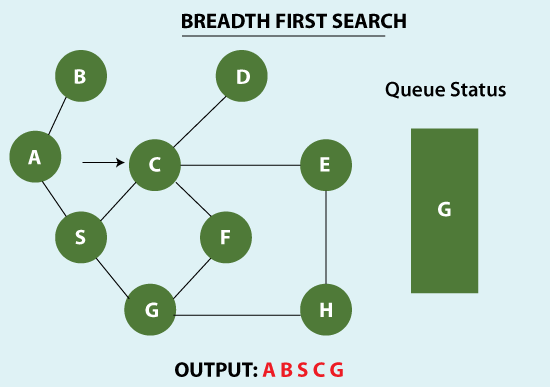 BREADTH FIRST SEARCH
B
D
Queue Status
A
C
E
G
S
F
G
H
OUTPUT: A B S C G